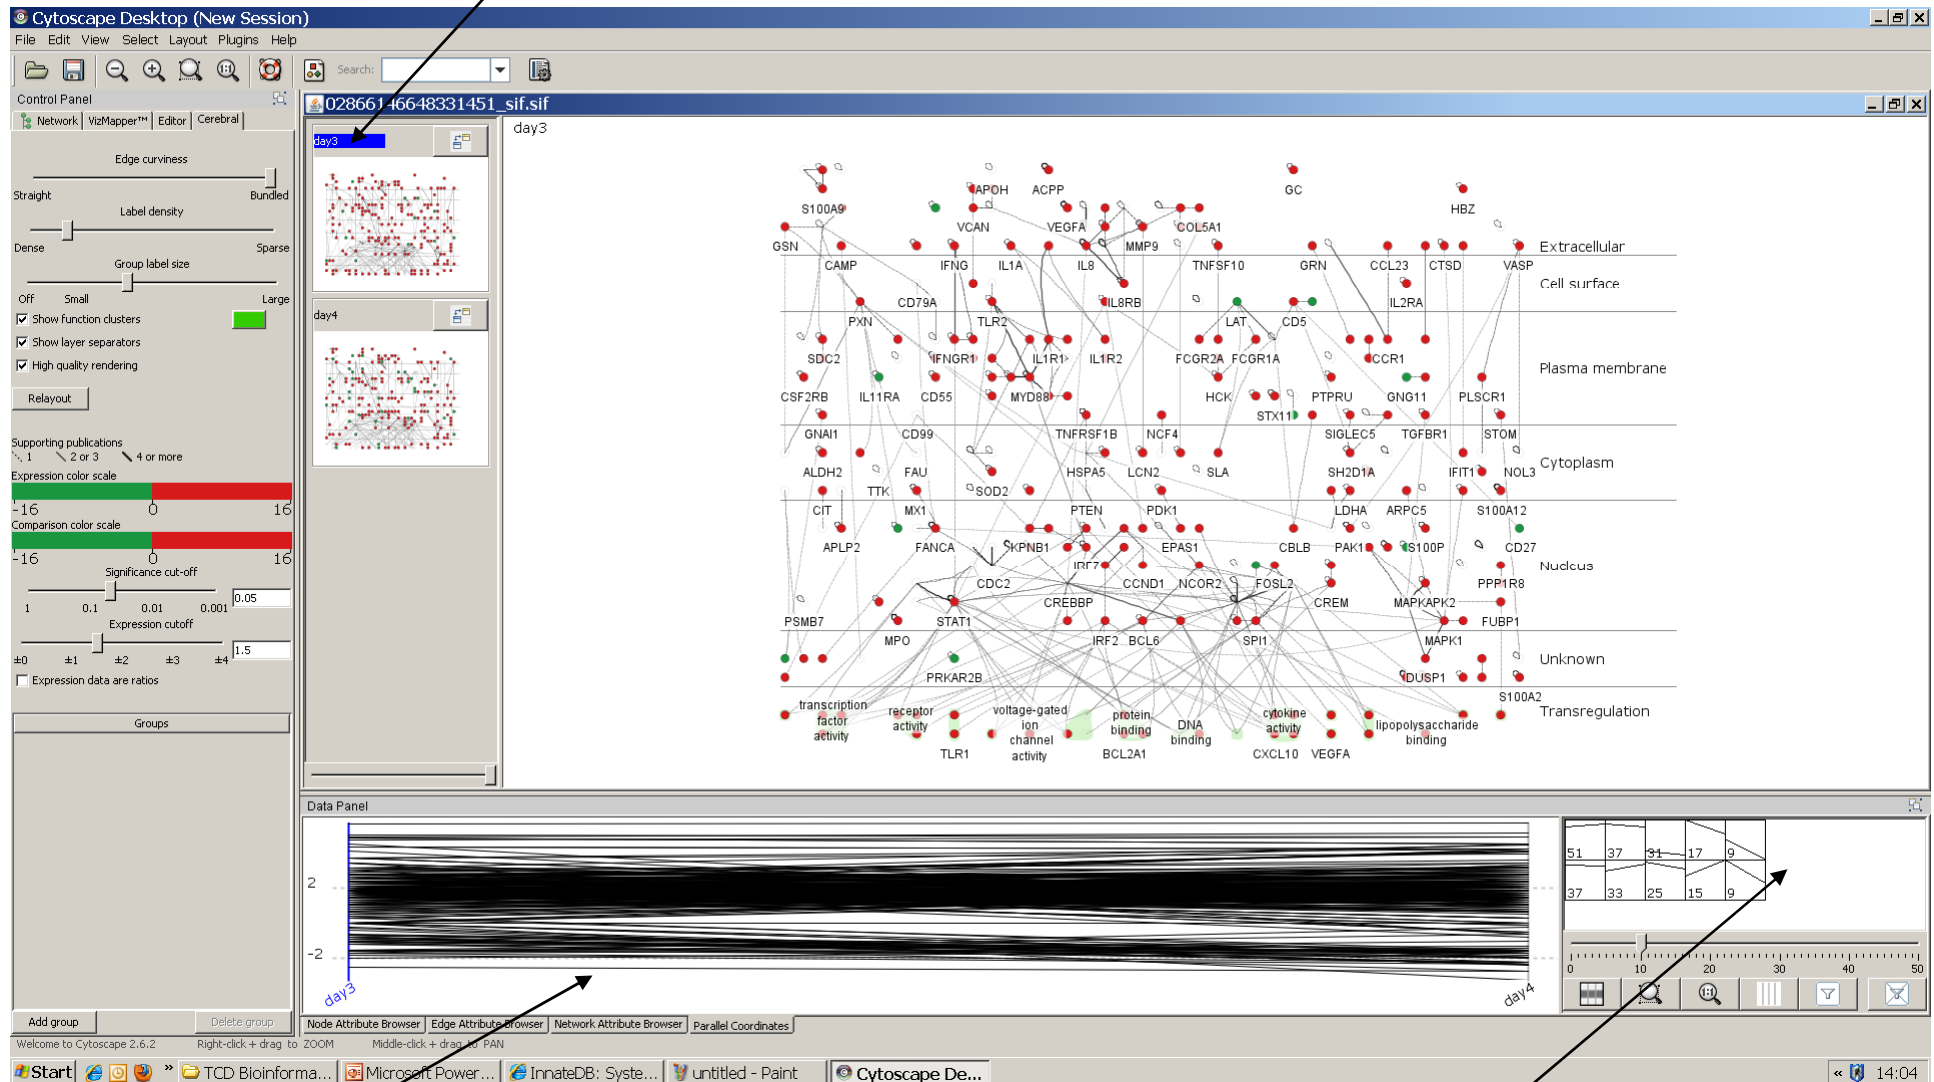 Cytoscape Desktop (New Session)
File Edit View Select Layout Plugins Help
Search:
Control Panel
Network VizMapper™ Editor Cerebral
Edge curviness
Straight Bundled
Label density
Dense Sparse
Group label size
Off Small Large
Show function clusters
Show layer separators
High quality rendering
Relayout
Supporting publications
1 2 or 3 4 or more
Expression color scale
-16 0 16
Comparison color scale
-16 0 16
Significance cut-off
1 0.1 0.01 0.001 0.05
Expression cutoff
±0 ±1 ±2 ±3 ±4 1.5
Expression data are ratios
Groups
Add group Delete group
02866146648331451_sif.sif
day3
day4
day3
APOH ACPP GC
S100A9 HBZ
VCAN VEGFA COL5A1
GSN MMP9 Extracellular
CAMP IFNG IL1A IL8 TNFSF10 GRN CCL23 CTSD VASP
Cell surface
CD79A IL8RB IL2RA
PXN TLR2 LAT CD5
SDC2 IFNGR1 IL1R1 IL1R2 FCGR2A FCGR1A CCR1
Plasma membrane
CSF2RB IL11RA CD55 MYD88 HCK PTPRU GNG11 PLSCR1
STX11
GNAI1 CD99 TNFRSF1B NCF4 SIGLEC5 TGFBR1 STOM
Cytoplasm
ALDH2 FAU HSPA5 LCN2 SLA SH2D1A IFIT1 NOL3
TTK SOD2
CIT MX1 PTEN PDK1 LDHA ARPC5 S100A12
APLP2 FANCA KPNB1 EPAS1 CBLB PAK1 S100P CD27
IRF7 Nucleus
CDC2 CCND1 NCOR2 FOSL2 PPP1R8
CREBBP CREM MAPKAPK2
PSMB7 STAT1 SPI1 FUBP1
MPO IRF2 BCL6 MAPK1
Unknown
PRKAR2B DUSP1
S100A2
transcription factor activity
receptor activity
voltage-gated ion channel activity
protein binding
DNA binding
cytokine activity
lipopolysaccharide binding
Transregulation
TLR1 BCL2A1 CXCL10 VEGFA
Data Panel
2
-2
day3 day4
51 37 31 17 9
37 33 25 15 9
0 10 20 30 40 50
Node Attribute Browser Edge Attribute Browser Network Attribute Browser Parallel Coordinates
Welcome to Cytoscape 2.6.2 Right-click + drag to ZOOM Middle-click + drag to PAN
Start » TCD Bioinforma... Microsoft Power... InnateDB: Syste... untitled - Paint Cytoscape De... « 14:04